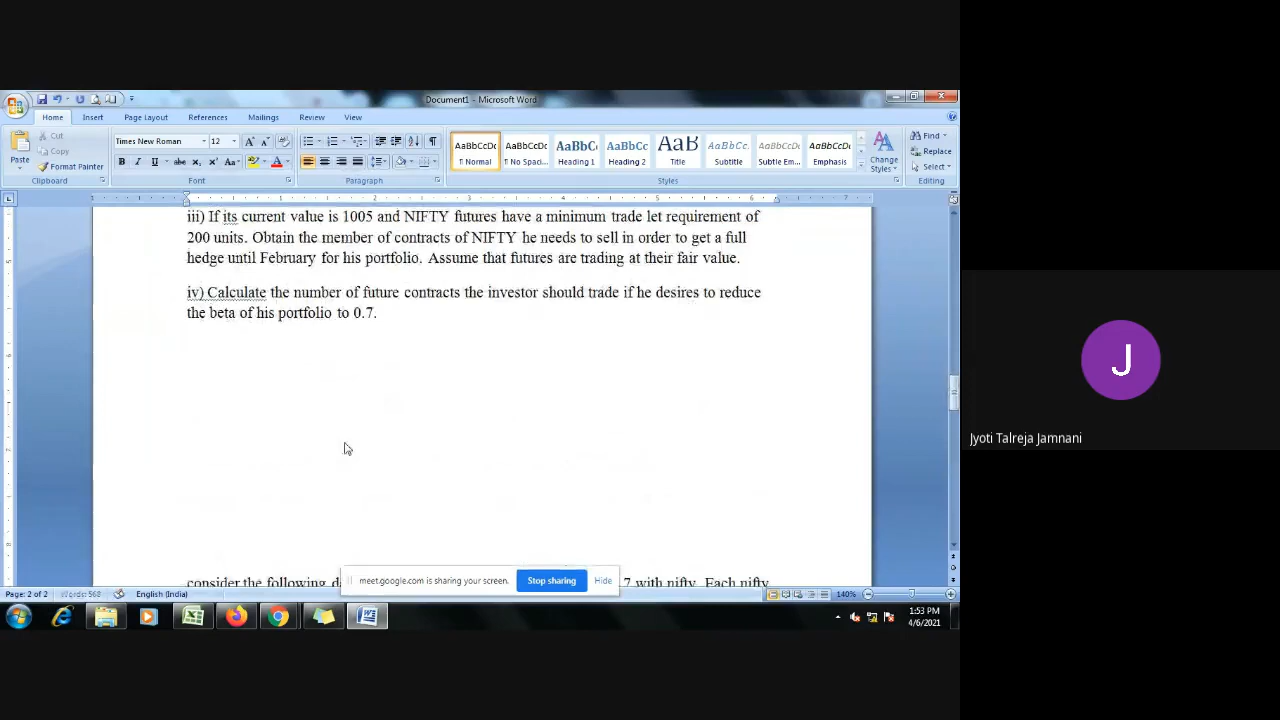 Document1 - Microsoft Word
Home Insert Page Layout References Mailings Review View
Paste
Cut
Copy
Format Painter
Clipboard
Times New Roman 12
Font
Paragraph
AaBbCcDc AaBbCcDc AaBbC AaBbCc AaB AaBbCc. AaBbCcDc AaBbCcDc
¶ Normal ¶ No Spaci... Heading 1 Heading 2 Title Subtitle Subtle Em... Emphasis
Change Styles
Styles
Find
Replace
Select
Editing
iii) If its current value is 1005 and NIFTY futures have a minimum trade let requirement of
200 units. Obtain the member of contracts of NIFTY he needs to sell in order to get a full
hedge until February for his portfolio. Assume that futures are trading at their fair value.
iv) Calculate the number of future contracts the investor should trade if he desires to reduce
the beta of his portfolio to 0.7.
consider the following d
7 with nifty. Each nifty
meet.google.com is sharing your screen. Stop sharing Hide
Page: 2 of 2 Words: 568 English (India) 140%
1:53 PM
4/6/2021
J
Jyoti Talreja Jamnani